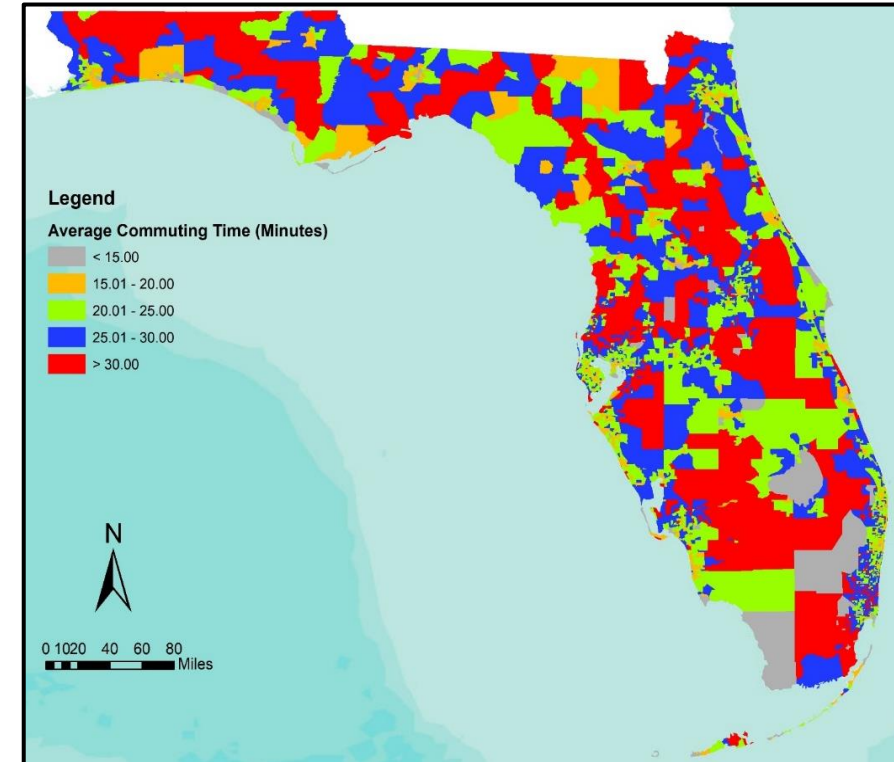 Legend
Average Commuting Time (Minutes)
< 15.00
15.01 - 20.00
20.01 - 25.00
25.01 - 30.00
> 30.00
N
0 1020 40 60 80
Miles